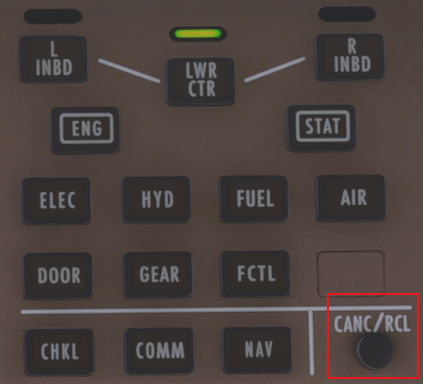 L
INBD
LWR
CTR
R
INBD
ENG
STAT
ELEC
HYD
FUEL
AIR
DOOR
GEAR
FCTL
CANC/RCL
CHKL
COMM
NAV